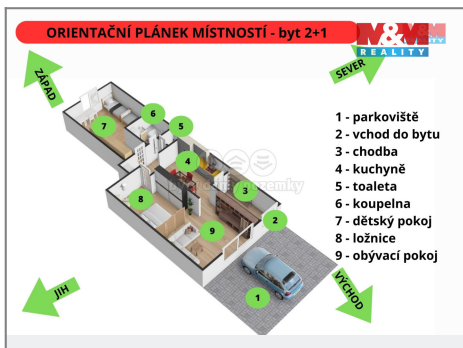 ORIENTAČNÍ PLÁNEK MÍSTNOSTÍ - byt 2+1
M&M
REALITY
ZÁPAD
SEVER
1 - parkoviště
2 - vchod do bytu
3 - chodba
4 - kuchyně
5 - toaleta
6 - koupelna
7 - dětský pokoj
8 - ložnice
9 - obývací pokoj
6
7
5
4
3
8
2
9
1
JIH
VÝCHOD